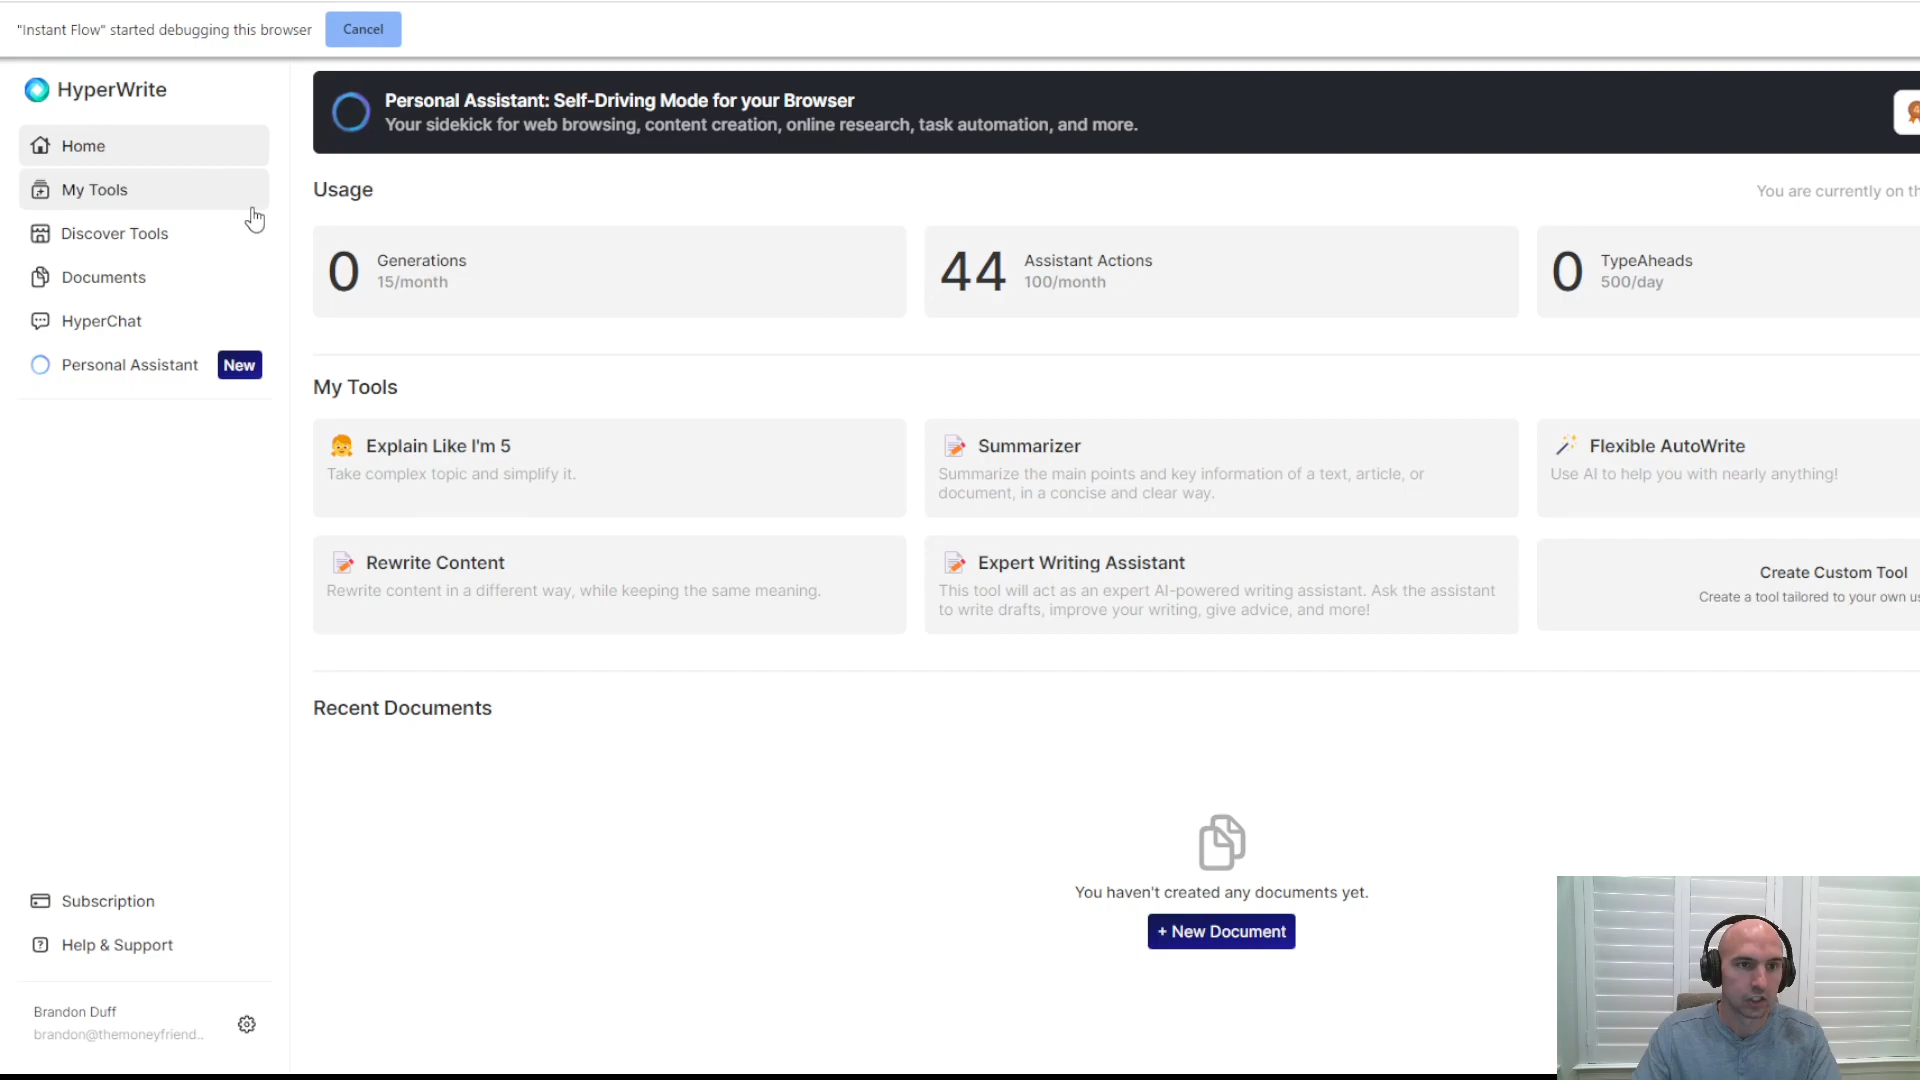 "Instant Flow" started debugging this browser
Cancel
HyperWrite
Home
My Tools
Discover Tools
Documents
HyperChat
Personal Assistant New
Subscription
Help & Support
Brandon Duff
brandon@themoneyfriend..
Personal Assistant: Self-Driving Mode for your Browser
Your sidekick for web browsing, content creation, online research, task automation, and more.
Usage
You are currently on th
0
Generations
15/month
44
Assistant Actions
100/month
0
TypeAheads
500/day
My Tools
Explain Like I'm 5
Take complex topic and simplify it.
Summarizer
Summarize the main points and key information of a text, article, or
document, in a concise and clear way.
Flexible AutoWrite
Use AI to help you with nearly anything!
Rewrite Content
Rewrite content in a different way, while keeping the same meaning.
Expert Writing Assistant
This tool will act as an expert AI-powered writing assistant. Ask the assistant
to write drafts, improve your writing, give advice, and more!
Create Custom Tool
Create a tool tailored to your own us
Recent Documents
You haven't created any documents yet.
+ New Document